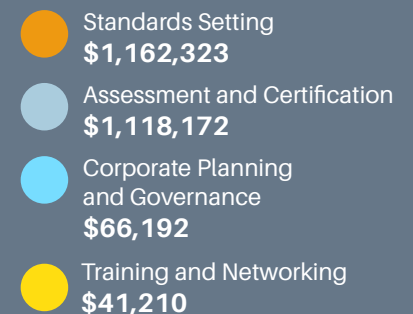 Standards Setting
$1,162,323
Assessment and Certification
$1,118,172
Corporate Planning
and Governance
$66,192
Training and Networking
$41,210